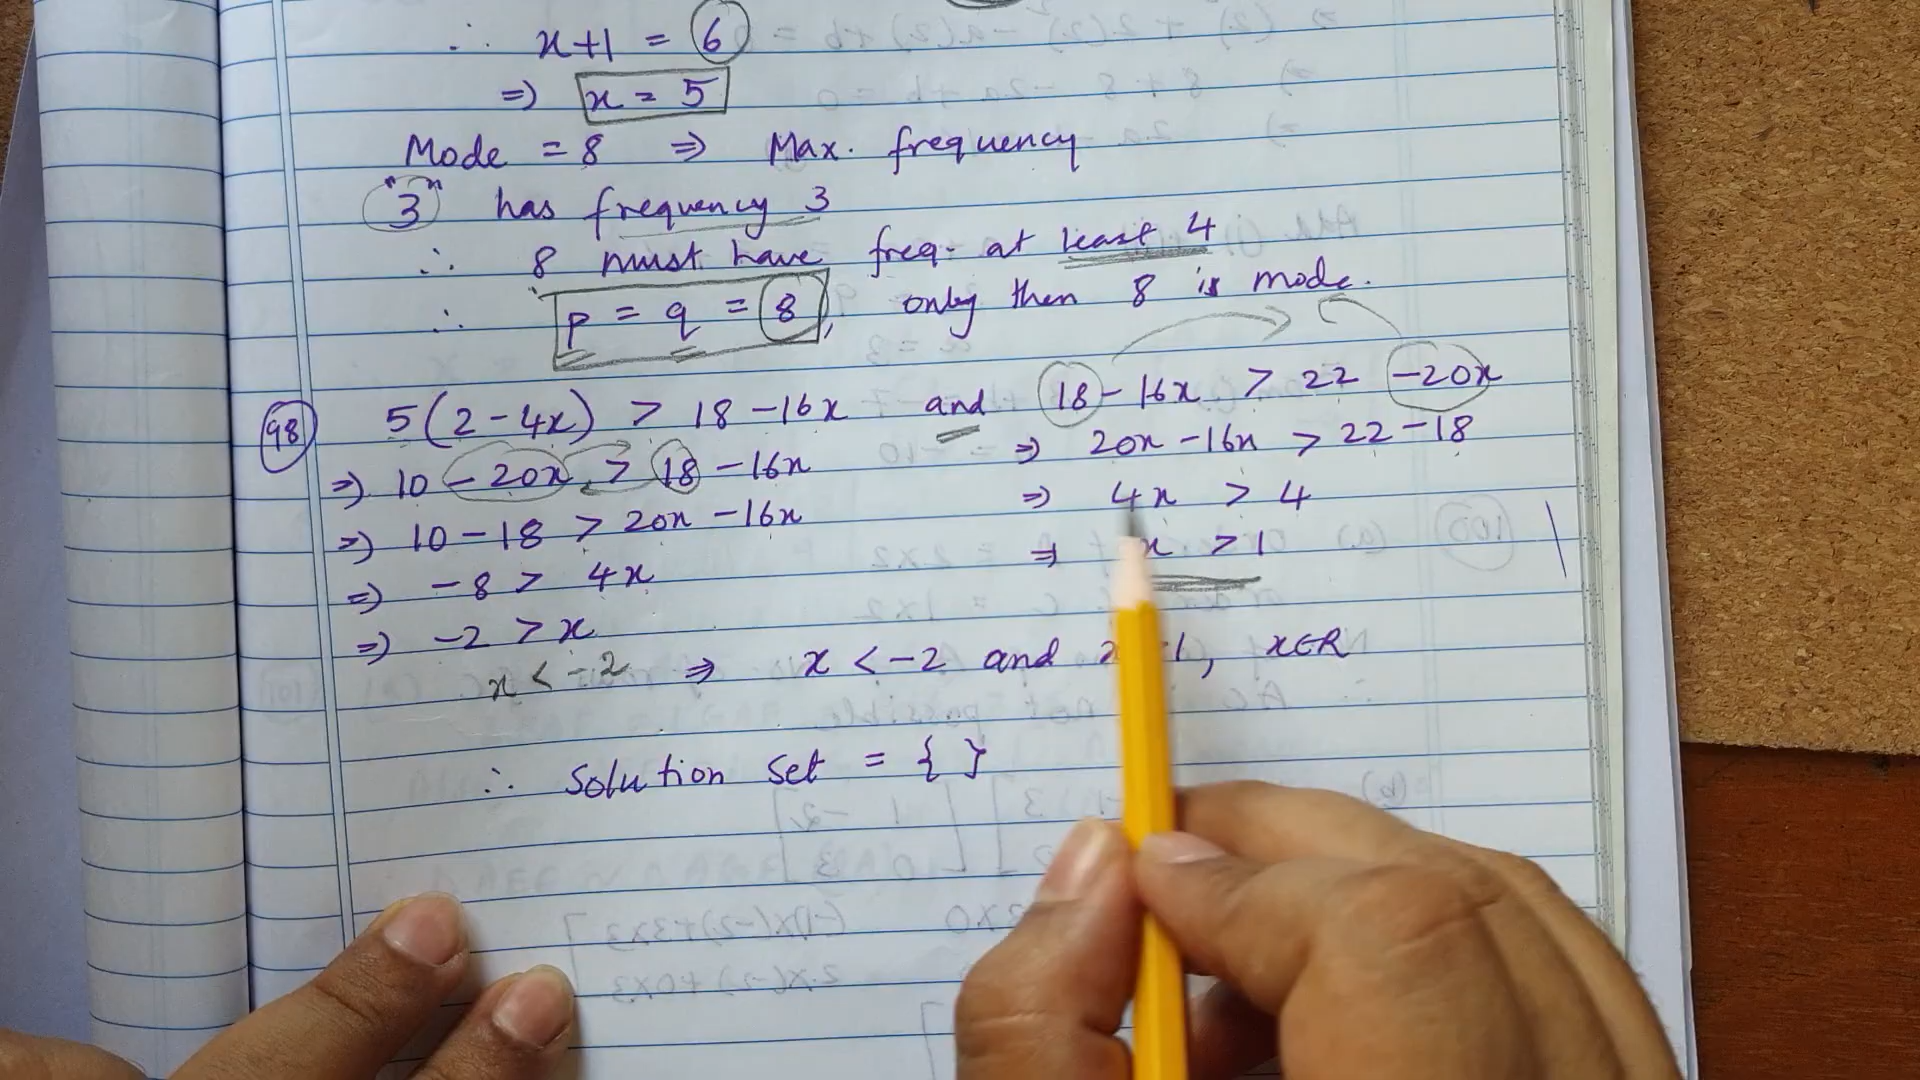 ∴ x+1 = 6
⇒ x = 5
Mode = 8 ⇒ Max. frequency
"3" has frequency 3
∴ 8 must have freq. at least 4
∴ p = q = 8, only then 8 is mode.
98 5(2-4x) > 18-16x and 18-16x > 22 -20x
⇒ 10 -20x > 18 -16x ⇒ 20x -16x > 22-18
⇒ 10-18 > 20x -16x ⇒ 4x > 4
⇒ -8 > 4x ⇒ x > 1
⇒ -2 > x
x < -2 ⇒ x < -2 and 1, x∈R
∴ Solution set = { }